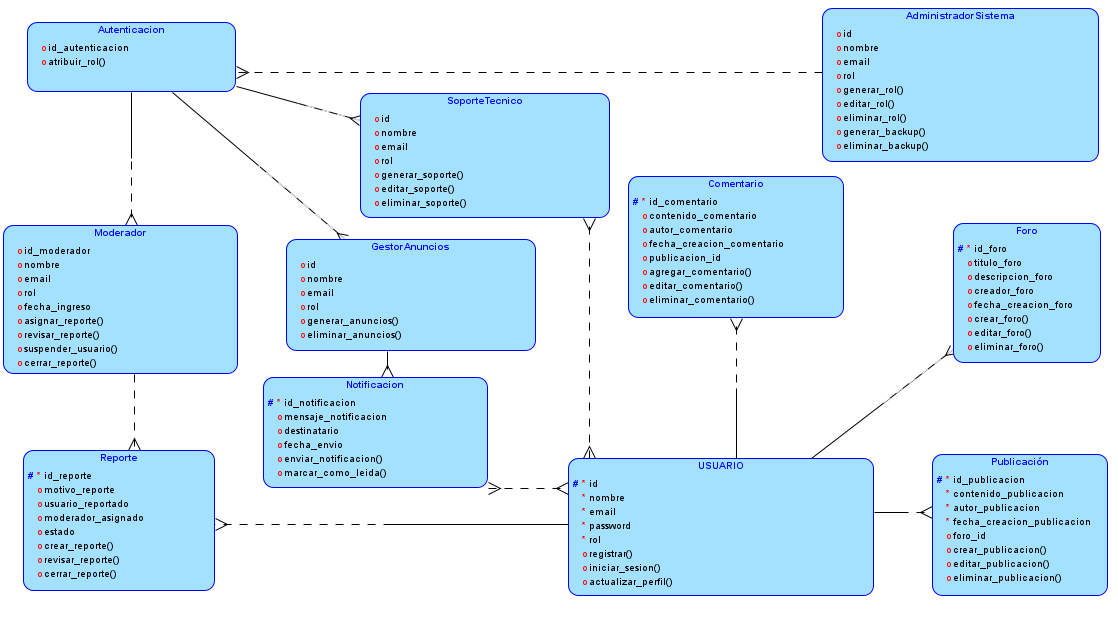 Autenticacion
o id_autenticacion
o atribuir_rol()
AdministradorSistema
o id
o nombre
o email
o rol
o generar_rol()
o editar_rol()
o eliminar_rol()
o generar_backup()
o eliminar_backup()
SoporteTecnico
o id
o nombre
o email
o rol
o generar_soporte()
o editar_soporte()
o eliminar_soporte()
Comentario
# * id_comentario
o contenido_comentario
o autor_comentario
o fecha_creacion_comentario
o publicacion_id
o agregar_comentario()
o editar_comentario()
o eliminar_comentario()
Moderador
o id_moderador
o nombre
o email
o rol
o fecha_ingreso
o asignar_reporte()
o revisar_reporte()
o suspender_usuario()
o cerrar_reporte()
GestorAnuncios
o id
o nombre
o email
o rol
o generar_anuncios()
o eliminar_anuncios()
Foro
# * id_foro
o titulo_foro
o descripcion_foro
o creador_foro
o fecha_creacion_foro
o crear_foro()
o editar_foro()
o eliminar_foro()
Notificacion
# * id_notificacion
o mensaje_notificacion
o destinatario
o fecha_envio
o enviar_notificacion()
o marcar_como_leida()
Reporte
# * id_reporte
o motivo_reporte
o usuario_reportado
o moderador_asignado
o estado
o crear_reporte()
o revisar_reporte()
o cerrar_reporte()
USUARIO
# * id
* nombre
* email
* password
* rol
o registrar()
o iniciar_sesion()
o actualizar_perfil()
Publicación
# * id_publicacion
* contenido_publicacion
* autor_publicacion
* fecha_creacion_publicacion
o foro_id
o crear_publicacion()
o editar_publicacion()
o eliminar_publicacion()